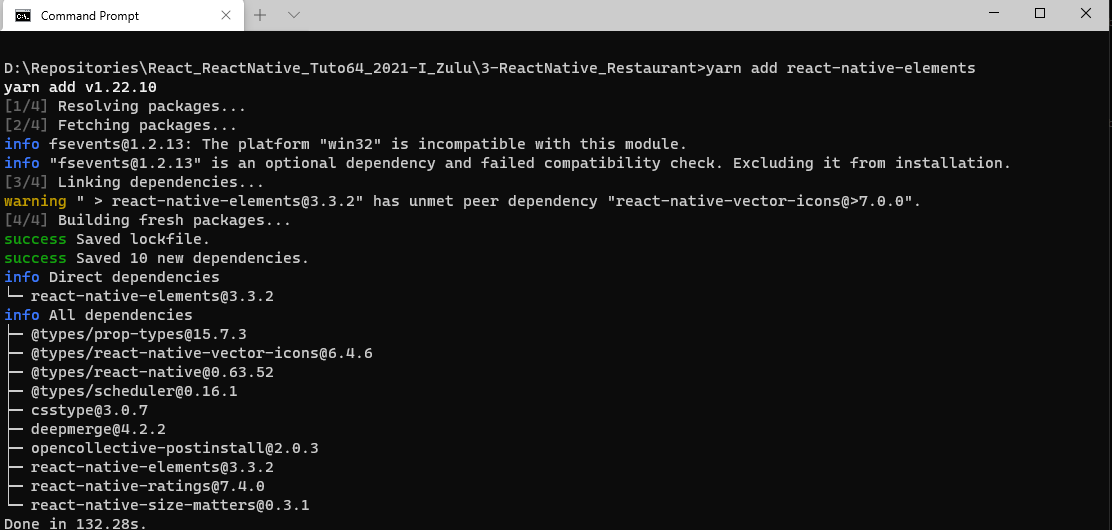 Command Prompt
D:\Repositories\React_ReactNative_Tuto64_2021-I_Zulu\3-ReactNative_Restaurant>yarn add react-native-elements
yarn add v1.22.10
[1/4] Resolving packages...
[2/4] Fetching packages...
info fsevents@1.2.13: The platform "win32" is incompatible with this module.
info "fsevents@1.2.13" is an optional dependency and failed compatibility check. Excluding it from installation.
[3/4] Linking dependencies...
warning " > react-native-elements@3.3.2" has unmet peer dependency "react-native-vector-icons@>7.0.0".
[4/4] Building fresh packages...
success Saved lockfile.
success Saved 10 new dependencies.
info Direct dependencies
└─ react-native-elements@3.3.2
info All dependencies
├─ @types/prop-types@15.7.3
├─ @types/react-native-vector-icons@6.4.6
├─ @types/react-native@0.63.52
├─ @types/scheduler@0.16.1
├─ csstype@3.0.7
├─ deepmerge@4.2.2
├─ opencollective-postinstall@2.0.3
├─ react-native-elements@3.3.2
├─ react-native-ratings@7.4.0
└─ react-native-size-matters@0.3.1
Done in 132.28s.